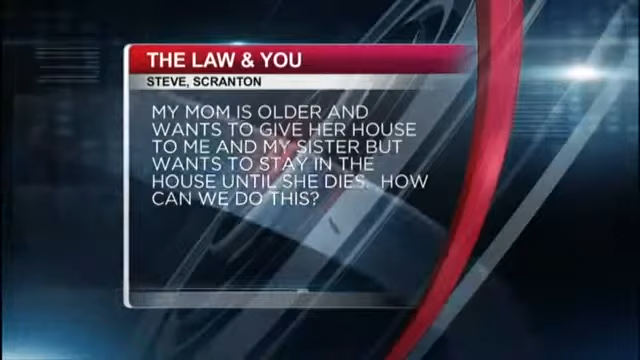 THE LAW & YOU
STEVE, SCRANTON
MY MOM IS OLDER AND
WANTS TO GIVE HER HOUSE
TO ME AND MY SISTER BUT
WANTS TO STAY IN THE
HOUSE UNTIL SHE DIES.  HOW
CAN WE DO THIS?